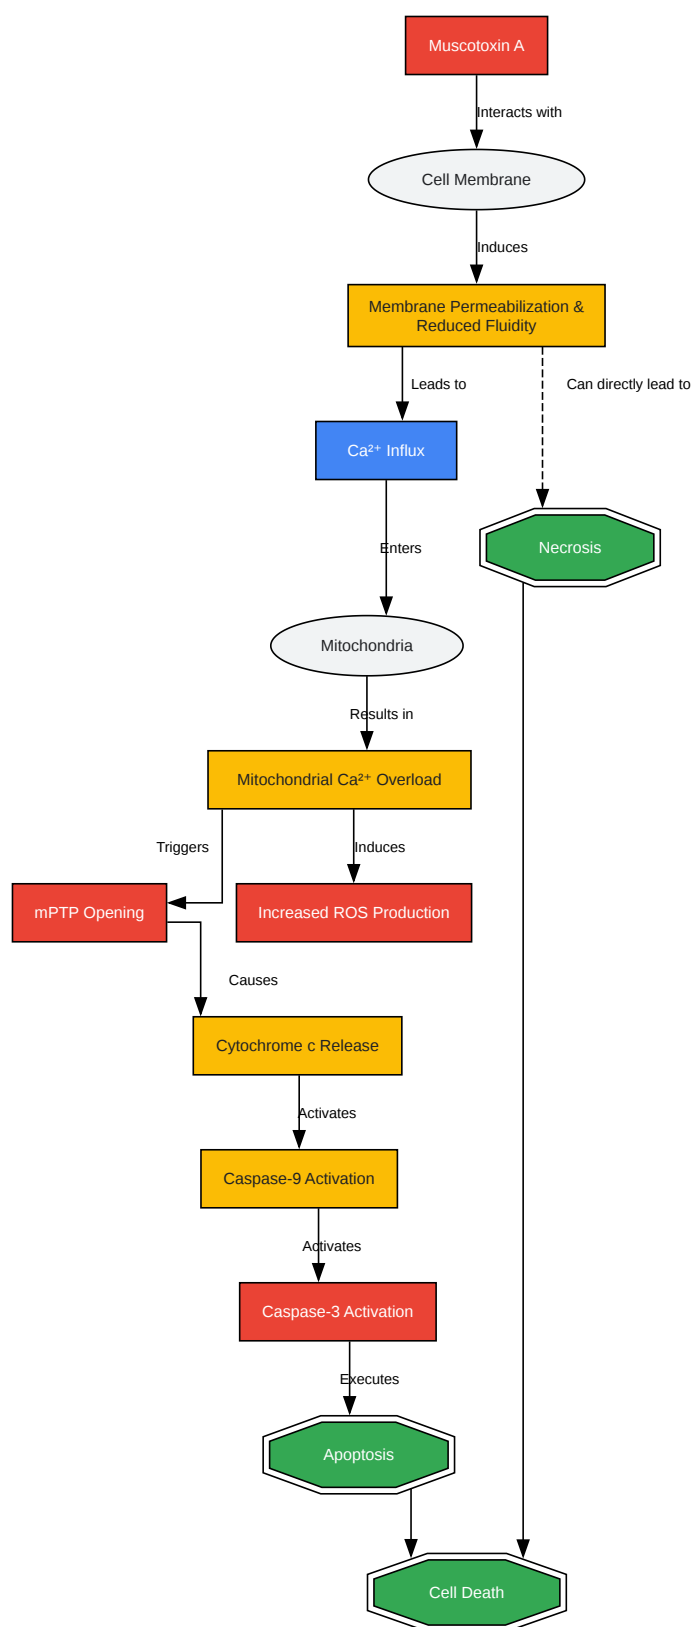 Muscotoxin A
Interacts with
Cell Membrane
Induces
Membrane Permeabilization &
Reduced Fluidity
Leads to
Can directly lead to
Ca²⁺ Influx
Enters
Necrosis
Mitochondria
Results in
Mitochondrial Ca²⁺ Overload
Triggers
Induces
mPTP Opening
Increased ROS Production
Causes
Cytochrome c Release
Activates
Caspase-9 Activation
Activates
Caspase-3 Activation
Executes
Apoptosis
Cell Death